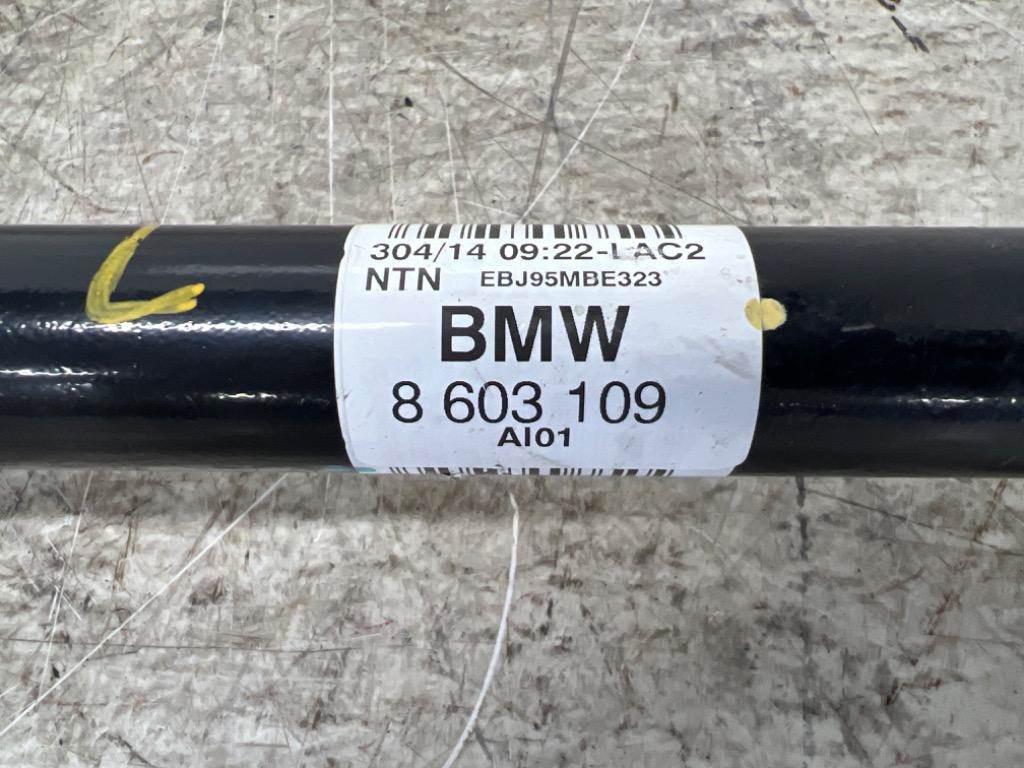 L
304/14 09:22-LAC2
NTN EBJ95MBE323
BMW
8 603 109
AI01